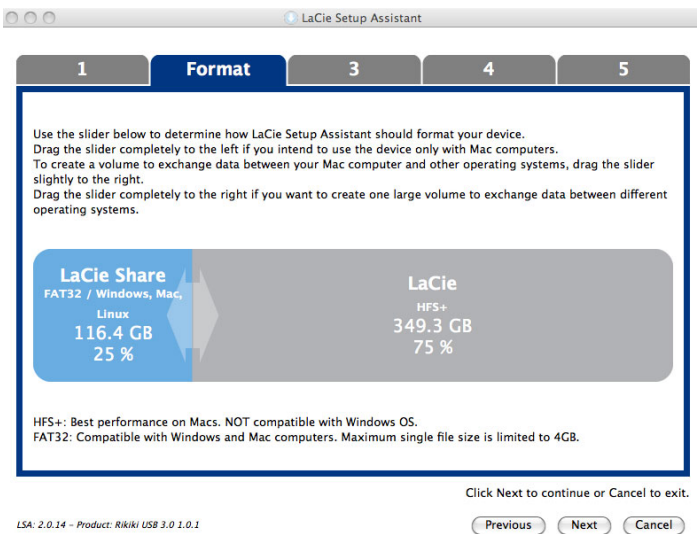 LaCie Setup Assistant
1
Format
3
4
5
Use the slider below to determine how LaCie Setup Assistant should format your device.
Drag the slider completely to the left if you intend to use the device only with Mac computers.
To create a volume to exchange data between your Mac computer and other operating systems, drag the slider
slightly to the right.
Drag the slider completely to the right if you want to create one large volume to exchange data between different
operating systems.
LaCie Share
FAT32 / Windows, Mac,
Linux
116.4 GB
25 %
LaCie
HFS+
349.3 GB
75 %
HFS+: Best performance on Macs. NOT compatible with Windows OS.
FAT32: Compatible with Windows and Mac computers. Maximum single file size is limited to 4GB.
Click Next to continue or Cancel to exit.
LSA: 2.0.14 - Product: Rikiki USB 3.0 1.0.1
Previous
Next
Cancel